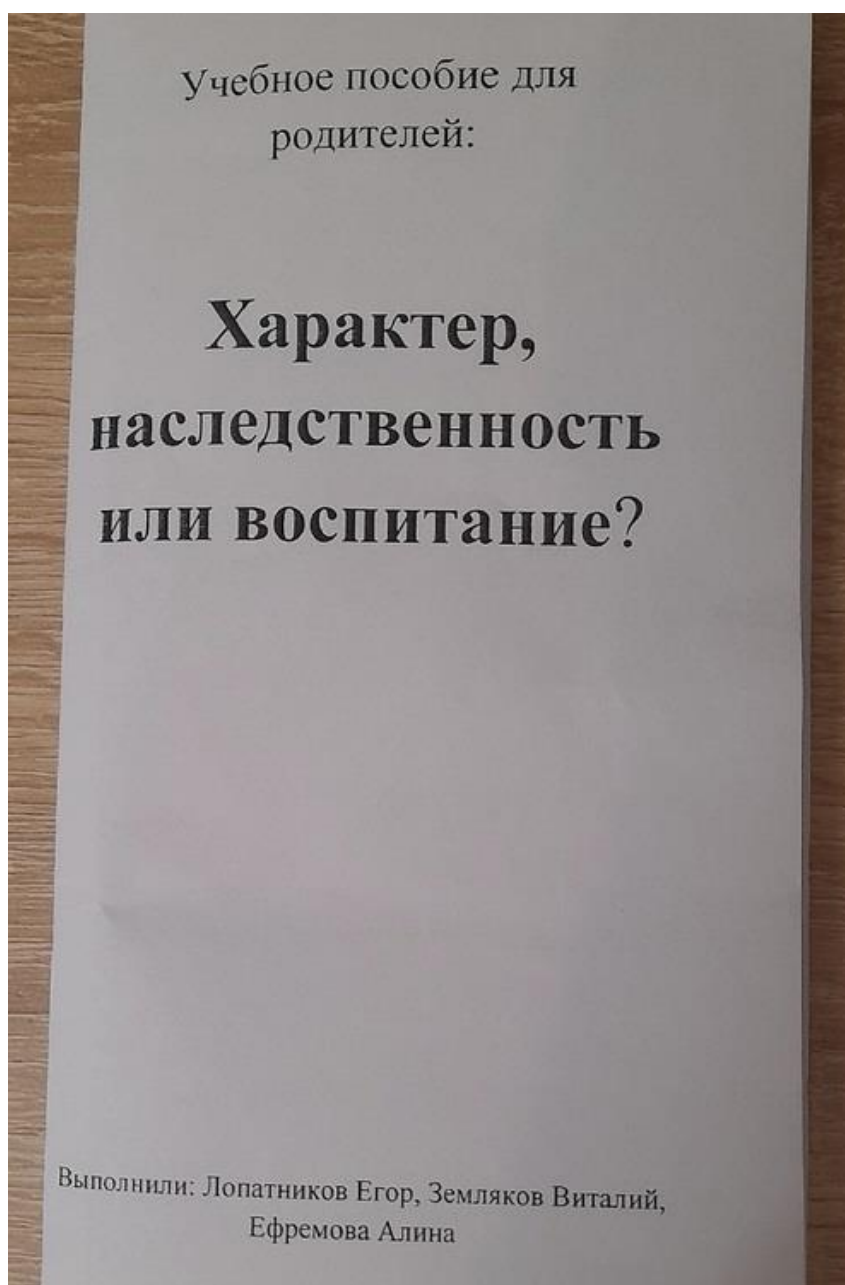 Учебное пособие для
родителей:
Характер,
наследственность
или воспитание?
Выполнили: Лопатников Егор, Земляков Виталий,
Ефремова Алина